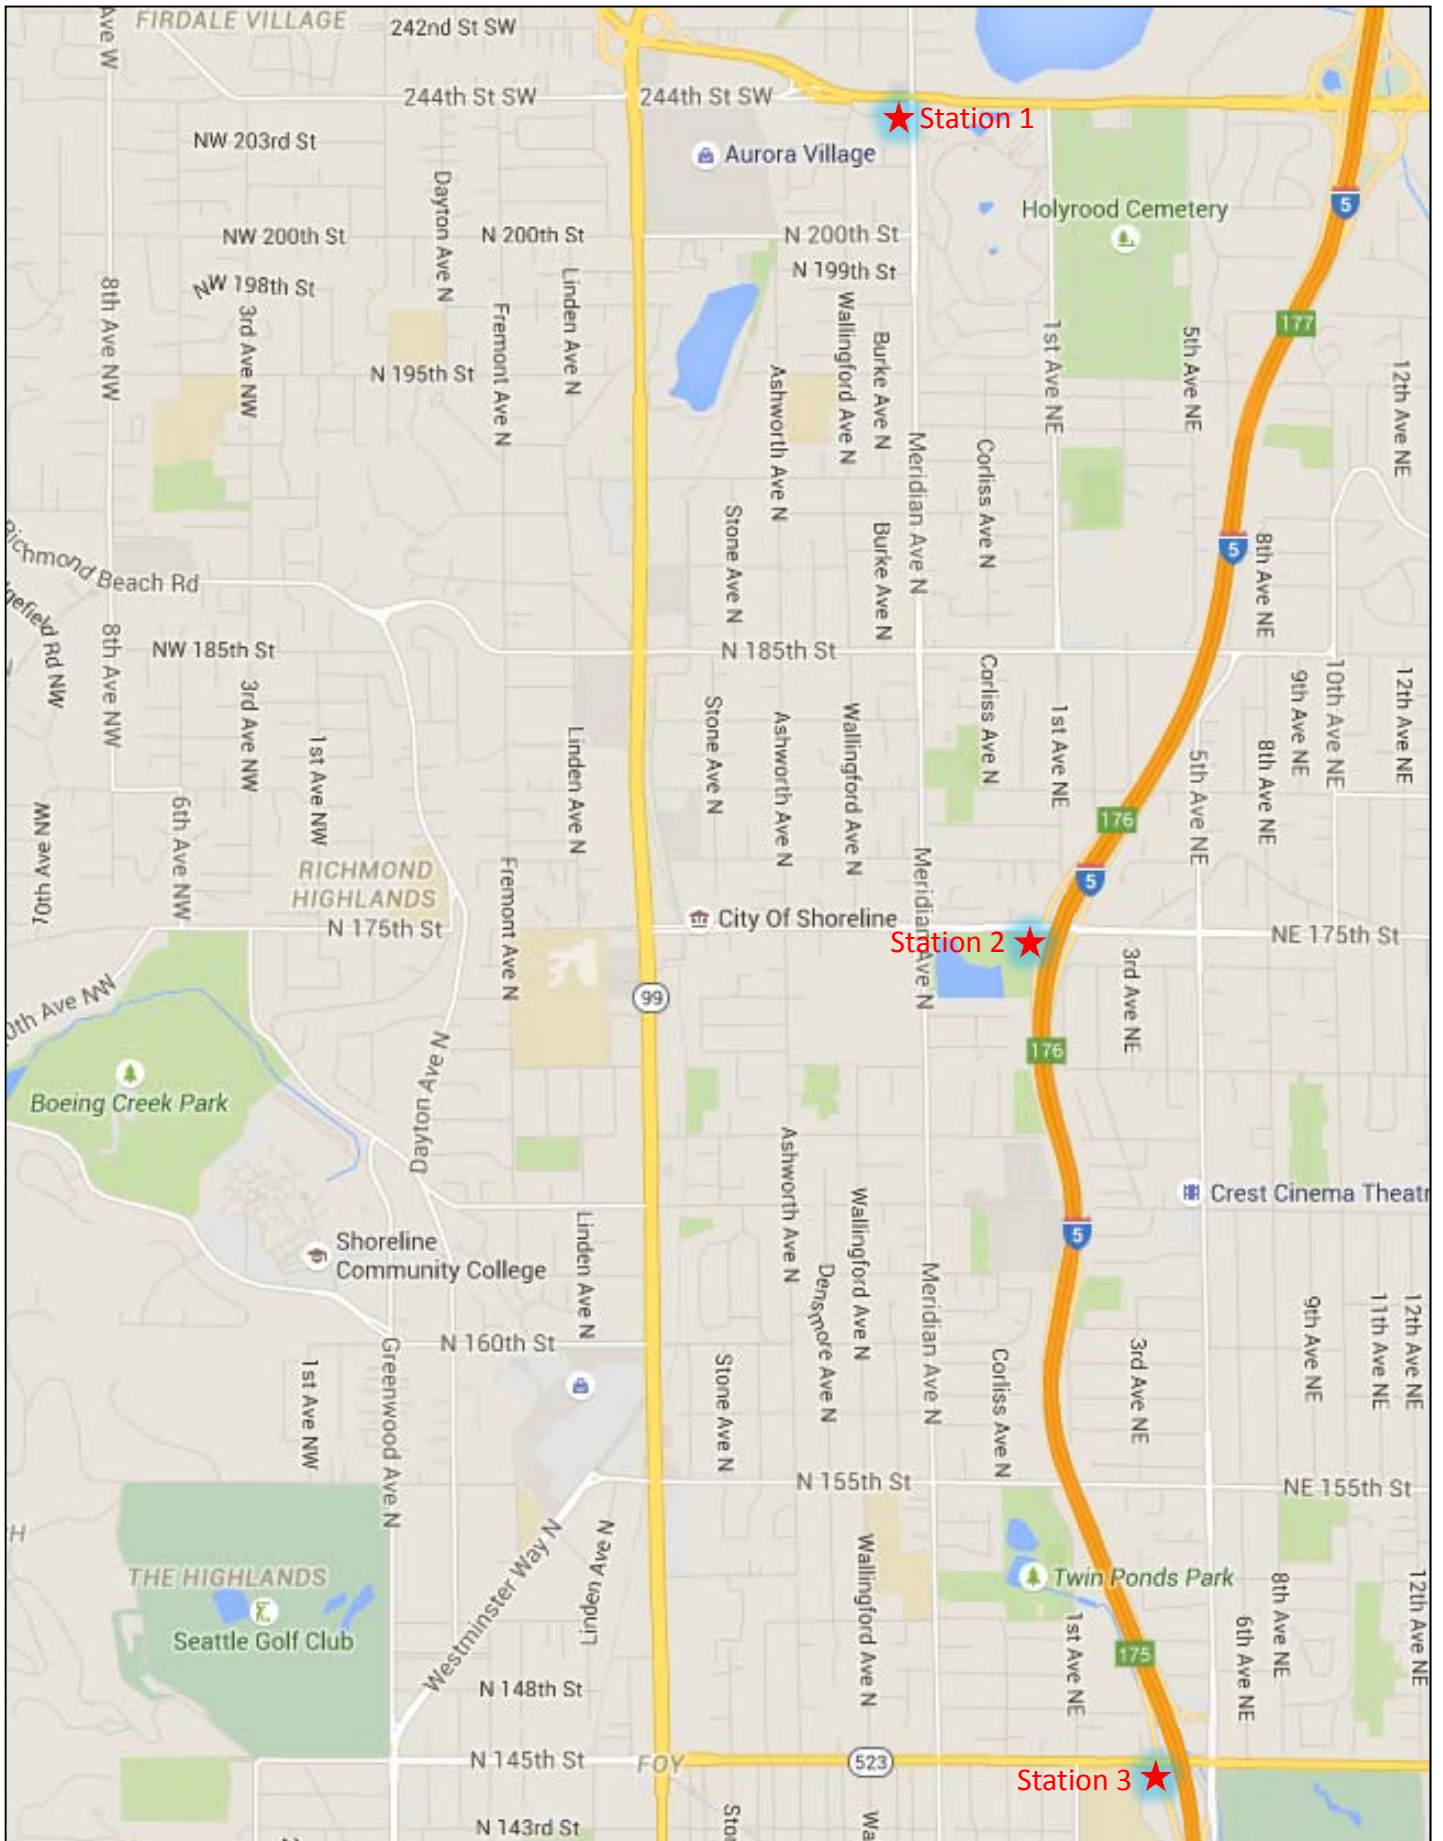 Ave W
FIRDALE VILLAGE
242nd St SW
244th St SW
244th St SW
Station 1
NW 203rd St
Aurora Village
Dayton Ave N
Holyrood Cemetery
5
NW 200th St
N 200th St
N 200th St
N 199th St
NW 198th St
8th Ave NW
3rd Ave NW
Fremont Ave N
Linden Ave N
Wallingford Ave N
Burke Ave N
1st Ave NE
5th Ave NE
177
12th Ave NE
N 195th St
Ashworth Ave N
Meridian Ave N
Corliss Ave N
Stone Ave N
Burke Ave N
5
8th Ave NE
Richmond Beach Rd
8th Ave NW
NW 185th St
N 185th St
3rd Ave NW
1st Ave NW
Linden Ave N
Stone Ave N
Ashworth Ave N
Wallingford Ave N
Corliss Ave N
1st Ave NE
5th Ave NE
8th Ave NE
9th Ave NE
10th Ave NE
12th Ave NE
10th Ave NW
6th Ave NW
176
RICHMOND
HIGHLANDS
Fremont Ave N
Meridian Ave N
5
N 175th St
City Of Shoreline
Station 2
NE 175th St
3rd Ave NE
99
176
Dayton Ave N
Boeing Creek Park
Ashworth Ave N
Wallingford Ave N
Crest Cinema Theatr
5
Shoreline
Community College
Linden Ave N
Densmore Ave N
Meridian Ave N
9th Ave NE
11th Ave NE
12th Ave NE
N 160th St
1st Ave NW
Greenwood Ave N
Stone Ave N
Corliss Ave N
3rd Ave NE
N 155th St
NE 155th St
H
THE HIGHLANDS
Seattle Golf Club
Westminster Way N
Linden Ave N
Wallingford Ave N
Twin Ponds Park
1st Ave NE
175
6th Ave NE
8th Ave NE
12th Ave NE
N 148th St
N 145th St
FOY
523
Station 3
N 143rd St
Stor
Wa